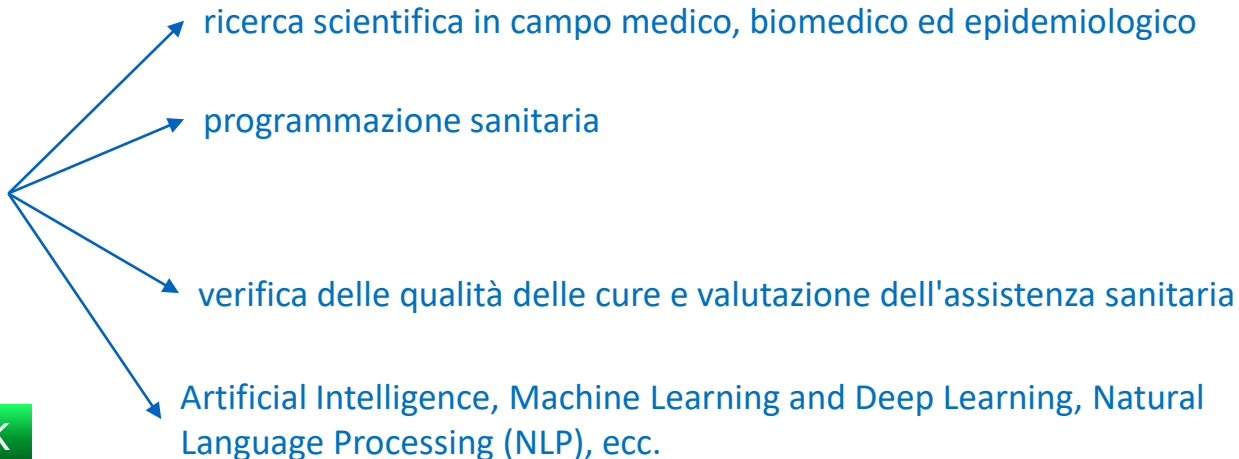 ricerca scientifica in campo medico, biomedico ed epidemiologico
programmazione sanitaria
verifica delle qualità delle cure e valutazione dell'assistenza sanitaria
Artificial Intelligence, Machine Learning and Deep Learning, Natural
Language Processing (NLP), ecc.